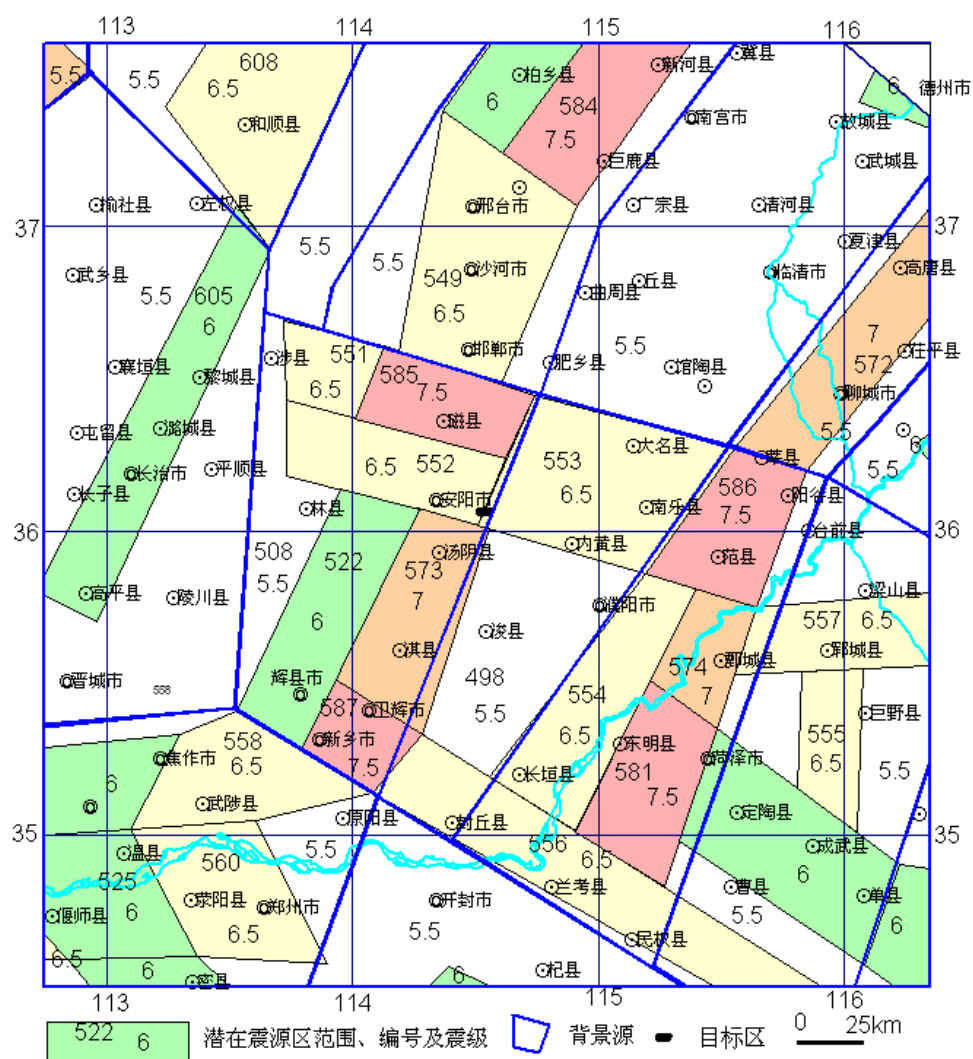 113 114 115 116
608
6.5
和顺县
5.5
5.5
柏乡县
6
584
7.5
新河县
冀县
南宫市
巨鹿县
6
德州市
故城县
武城县
榆社县
左权县
邢台市
广宗县
清河县
37
37
夏津县
武乡县
5.5
605
6
5.5
5.5
549
6.5
沙河市
曲周县
丘县
临清市
高唐县
襄垣县
黎城县
涉县
551
6.5
585
7.5
磁县
邯郸市
肥乡县
5.5
馆陶县
7
572
茌平县
聊城市
屯留县
潞城县
长治市
平顺县
长子县
6.5
552
安阳市
553
6.5
大名县
南乐县
莘县
586
7.5
5.5
5.5
6
阳谷县
台前县
林县
36
36
508
5.5
522
6
573
7
汤阴县
内黄县
范县
高平县
陵川县
淇县
浚县
濮阳市
梁山县
557
6.5
郓城县
晋城市
558
辉县市
498
5.5
574
7
鄄城县
587
7.5
卫辉市
新乡市
554
6.5
东明县
581
7.5
菏泽市
555
6.5
巨野县
5.5
焦作市
558
6.5
6
武陟县
长垣县
定陶县
原阳县
封丘县
35
35
5.5
温县
560
6.5
荥阳县
郑州市
525
6
偃师县
556
6.5
兰考县
成武县
6
曹县
5.5
单县
6
开封市
5.5
民权县
杞县
6
6.5
6
密县
113 114 115 116
522
6
潜在震源区范围、编号及震级
背景源
目标区
0 25km